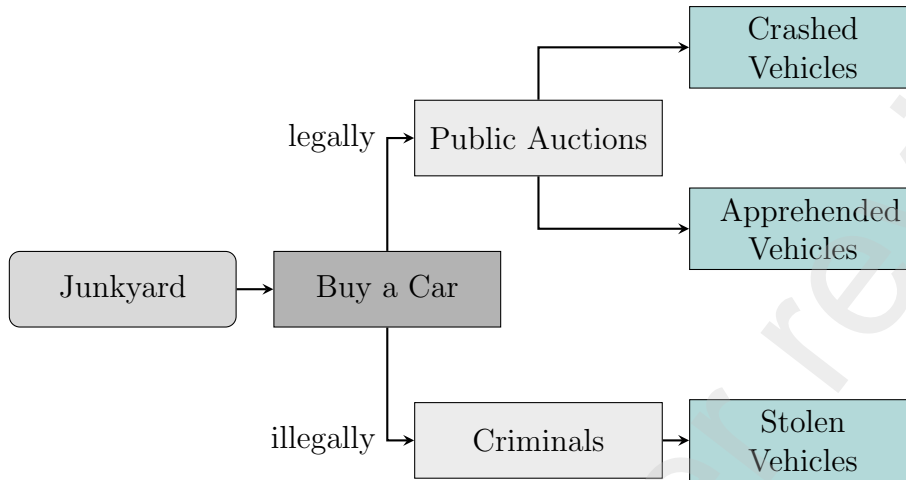 Crashed
Vehicles
legally
Public Auctions
Apprehended
Vehicles
Junkyard
Buy a Car
illegally
Criminals
Stolen
Vehicles